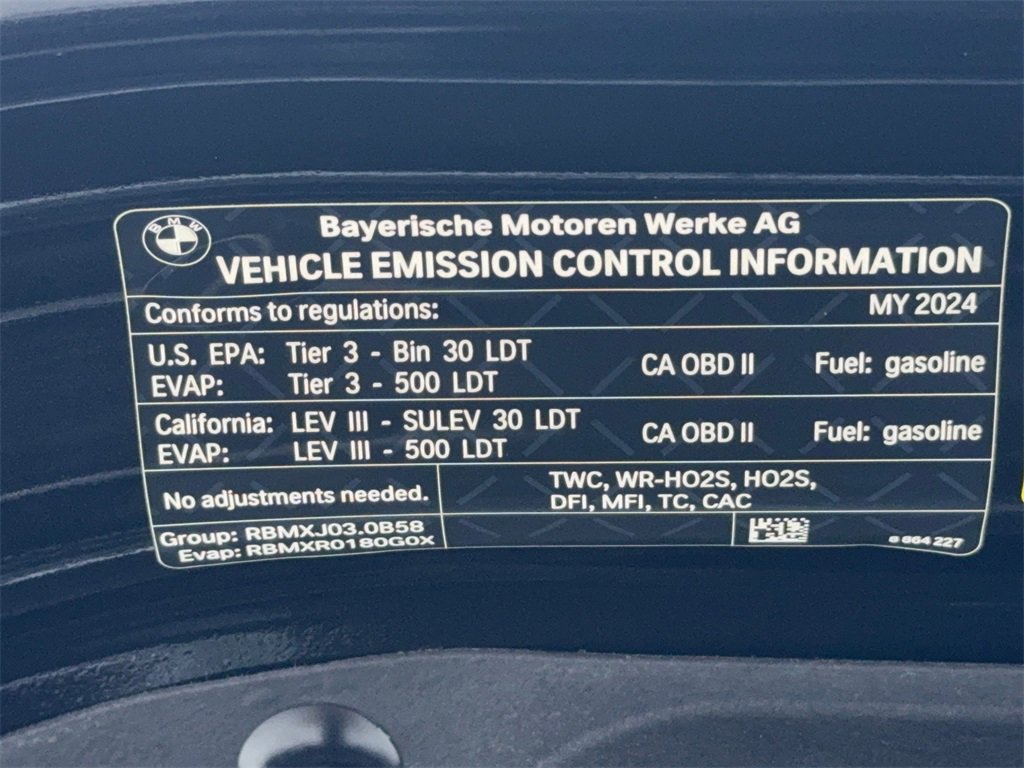 BMW
Bayerische Motoren Werke AG
VEHICLE EMISSION CONTROL INFORMATION
Conforms to regulations: MY 2024
U.S. EPA: Tier 3 - Bin 30 LDT CA OBD II Fuel: gasoline
EVAP: Tier 3 - 500 LDT
California: LEV III - SULEV 30 LDT CA OBD II Fuel: gasoline
EVAP: LEV III - 500 LDT
No adjustments needed. TWC, WR-HO2S, HO2S,
DFI, MFI, TC, CAC
Group: RBMXJ03.0B58
Evap: RBMXR0180G0X
8 864 227